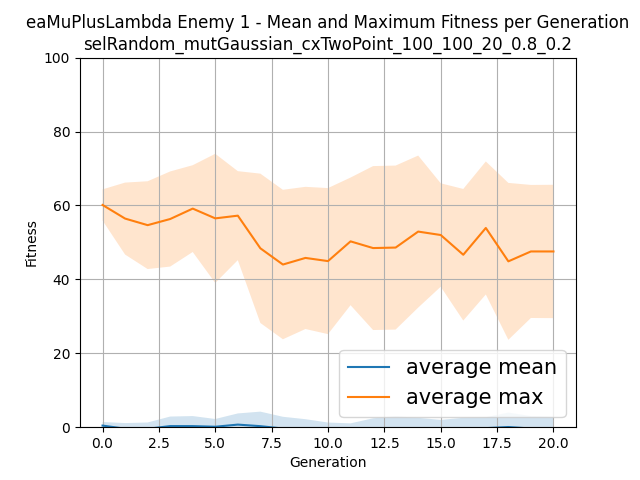 eaMuPlusLambda Enemy 1 - Mean and Maximum Fitness per Generation
selRandom_mutGaussian_cxTwoPoint_100_100_20_0.8_0.2
100
80
60
40
20
0
Fitness
average mean
average max
0.0 2.5 5.0 7.5 10.0 12.5 15.0 17.5 20.0
Generation